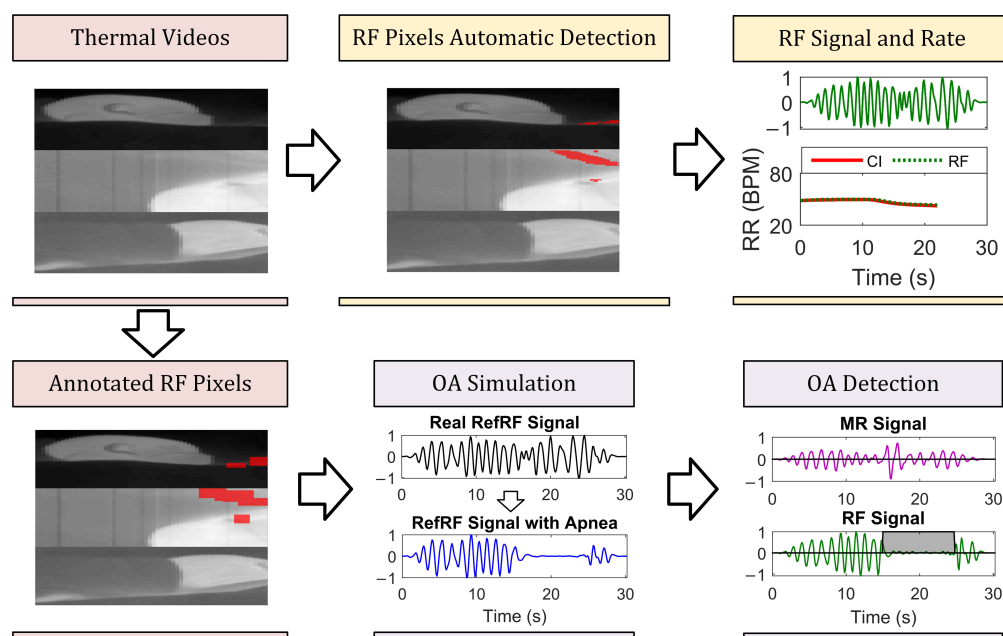 Thermal Videos
RF Pixels Automatic Detection
RF Signal and Rate
1
0
−1
CI
RF
80
20
RR (BPM)
0
10
20
30
Time (s)
Annotated RF Pixels
OA Simulation
OA Detection
Real RefRF Signal
1
0
−1
0
10
20
30
RefRF Signal with Apnea
1
0
−1
0
10
20
30
Time (s)
MR Signal
1
0
−1
0
10
20
30
RF Signal
1
0
−1
0
10
20
30
Time (s)